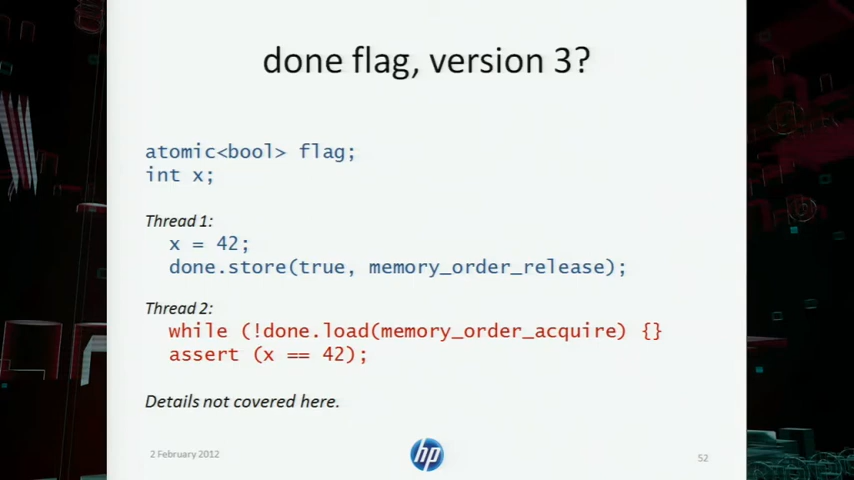 done flag, version 3?
atomic<bool> flag;
int x;
Thread 1:
x = 42;
done.store(true, memory_order_release);
Thread 2:
while (!done.load(memory_order_acquire) {}
assert (x == 42);
Details not covered here.
2 February 2012
hp
52